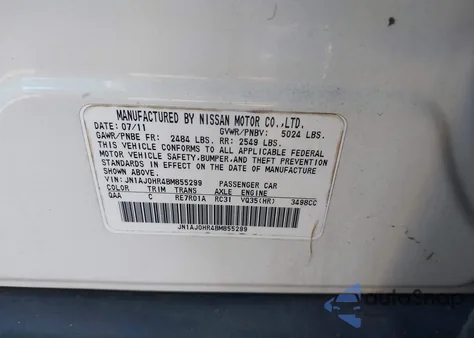 MANUFACTURED BY NISSAN MOTOR CO.,LTD.
DATE: 07/11 GVWR/PNBV: 5024 LBS.
GAWR/PNBE FR: 2484 LBS. RR: 2549 LBS.
THIS VEHICLE CONFORMS TO ALL APPLICABLE FEDERAL
MOTOR VEHICLE SAFETY, BUMPER, AND THEFT PREVENTION
STANDARDS IN EFFECT ON THE DATE OF MANUFACTURE
SHOWN ABOVE.
VIN: JN1AJ0HR4BM855299 PASSENGER CAR
COLOR TRIM TRANS AXLE ENGINE
QAA C RE7R01A RC31 VQ35(HR) 3498CC
JN1AJ0HR4BM855299
autoSnap